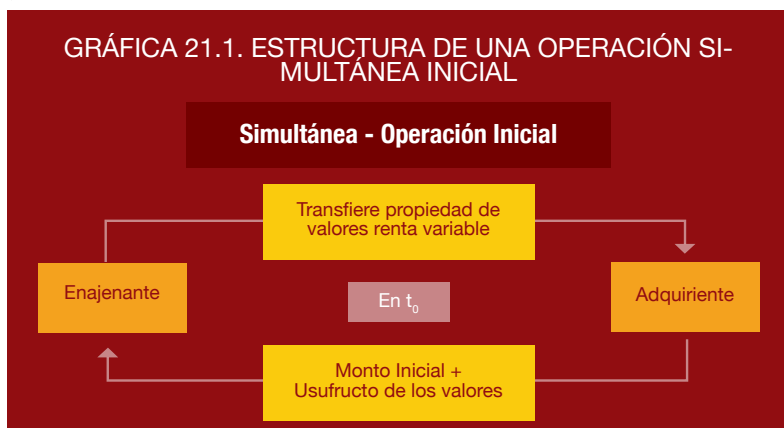 GRÁFICA 21.1. ESTRUCTURA DE UNA OPERACIÓN SI-
MULTÁNEA INICIAL
Simultánea - Operación Inicial
Transfiere propiedad de
valores renta variable
Enajenante
En t0
Adquiriente
Monto Inicial +
Usufructo de los valores